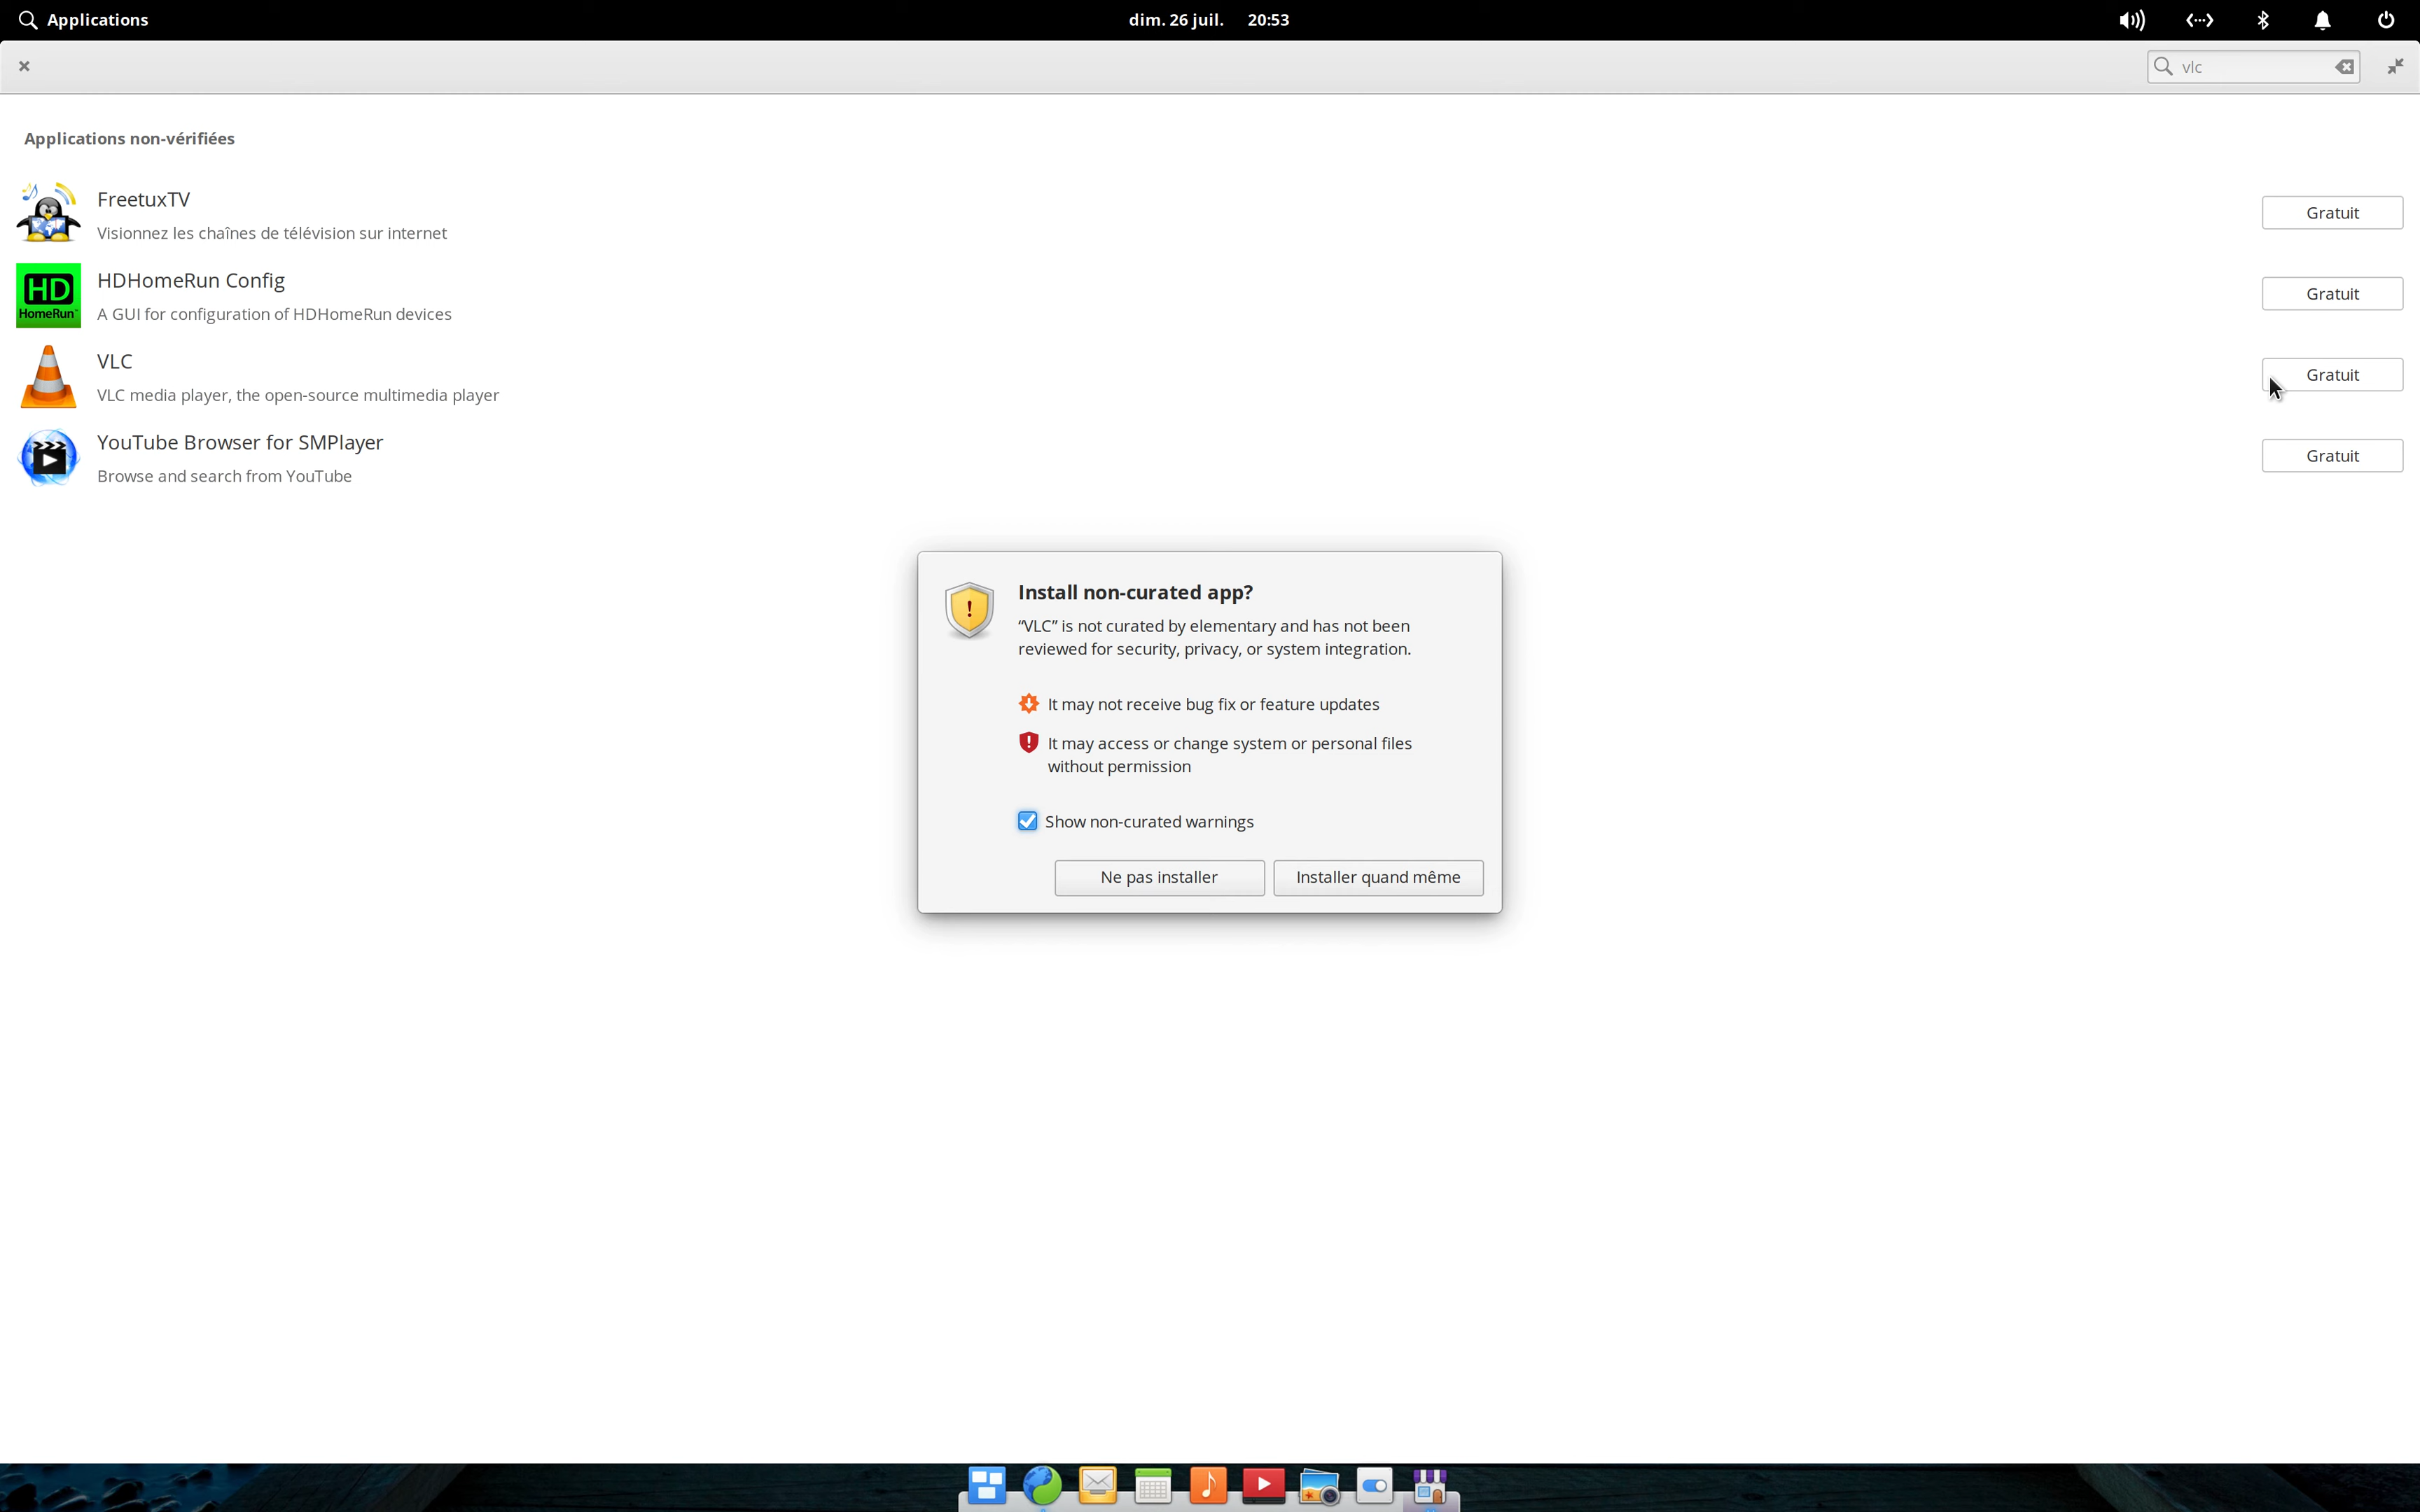 Applications
dim. 26 juil. 20:53
vlc
Applications non-vérifiées
FreetuxTV
Visionnez les chaînes de télévision sur internet
Gratuit
HD
HomeRun
HDHomeRun Config
A GUI for configuration of HDHomeRun devices
Gratuit
VLC
VLC media player, the open-source multimedia player
Gratuit
YouTube Browser for SMPlayer
Browse and search from YouTube
Gratuit
Install non-curated app?
“VLC” is not curated by elementary and has not been
reviewed for security, privacy, or system integration.
It may not receive bug fix or feature updates
It may access or change system or personal files
without permission
Show non-curated warnings
Ne pas installer
Installer quand même